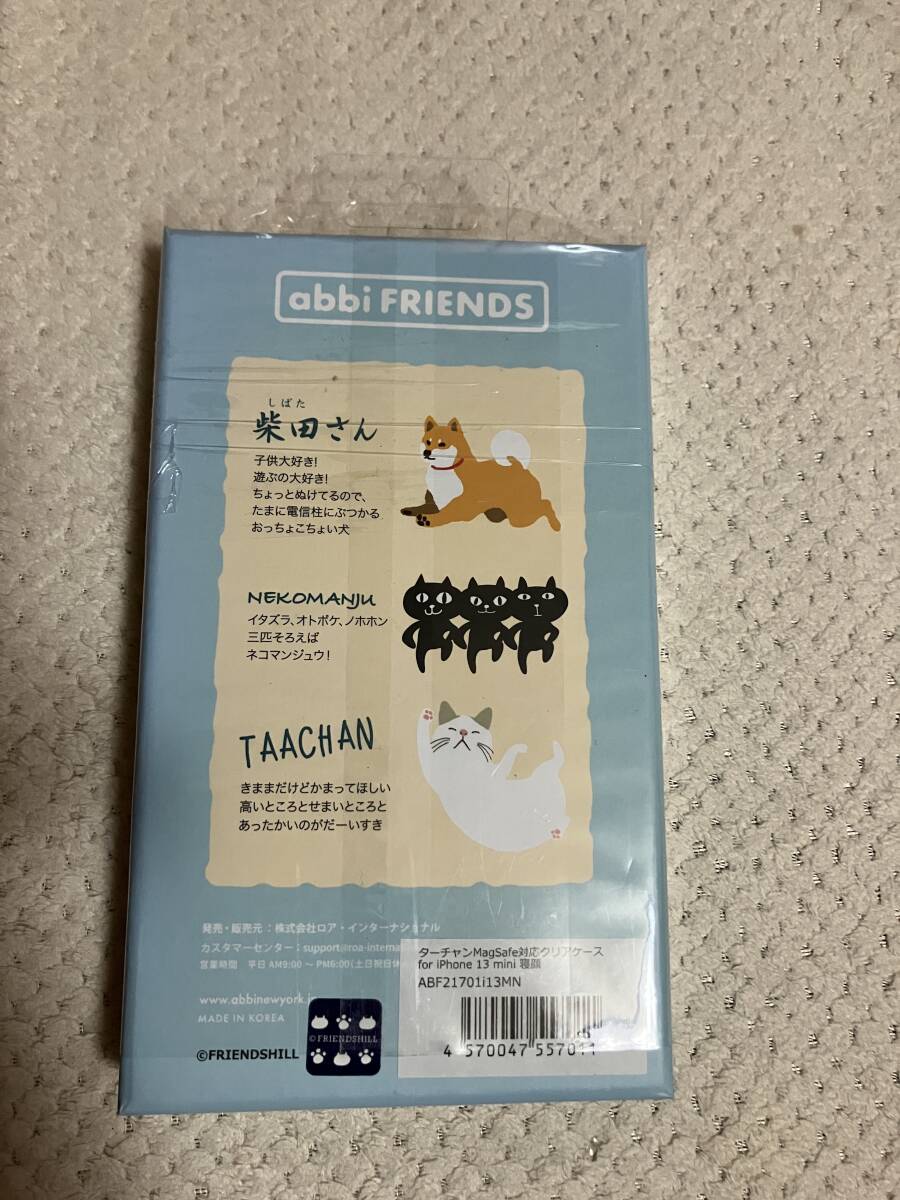 abbi FRIENDS
しばた
柴田さん
子供大好き!
遊ぶの大好き!
ちょっとぬけてるので、
たまに電信柱にぶつかる
おっちょこちょい犬
NEKOMANJU
イタズラ、オトボケ、ノホホン
三匹そろえば
ネコマンジュウ!
TAACHAN
きままだけどかまってほしい
高いところとせまいところと
あったかいのがだーいすき
発売・販売元:株式会社ロア・インターナショナル
カスタマーセンター:support@roa-interna
営業時間 平日 AM9:00 ~ PM6:00(土日祝日休
www.abbinewyork.
MADE IN KOREA
©FRIENDSHILL
©FRIENDSHILL
ターチャンMagSafe対応クリアケース
for iPhone 13 mini 寝顔
ABF21701i13MN
4 570047 557011